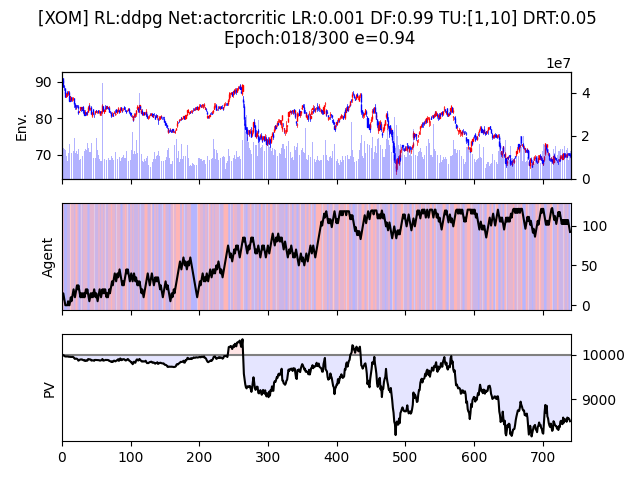 [XOM] RL:ddpg Net:actorcritic LR:0.001 DF:0.99 TU:[1,10] DRT:0.05
Epoch:018/300 e=0.94
1e7
90
80
70
Env.
4
2
0
Agent
100
50
0
PV
10000
9000
0 100 200 300 400 500 600 700